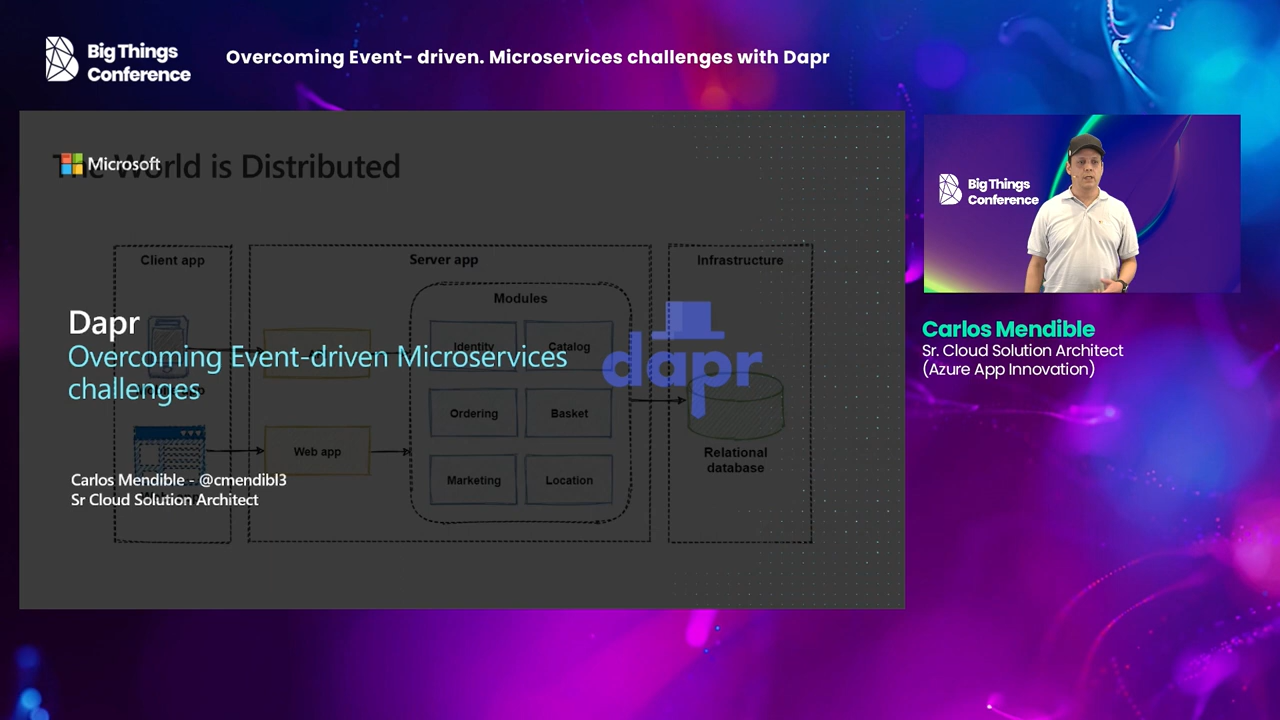 Big Things
Conference
Overcoming Event- driven. Microservices challenges with Dapr
Microsoft
The World is Distributed
Client app
Server app
Infrastructure
Modules
Identity
Catalog
Dapr
Overcoming Event-driven Microservices
challenges
dapr
Ordering
Basket
Web app
Relational
database
Marketing
Location
Carlos Mendible - @cmendibl3
Sr Cloud Solution Architect
Big Things
Conference
Carlos Mendible
Sr. Cloud Solution Architect
(Azure App Innovation)